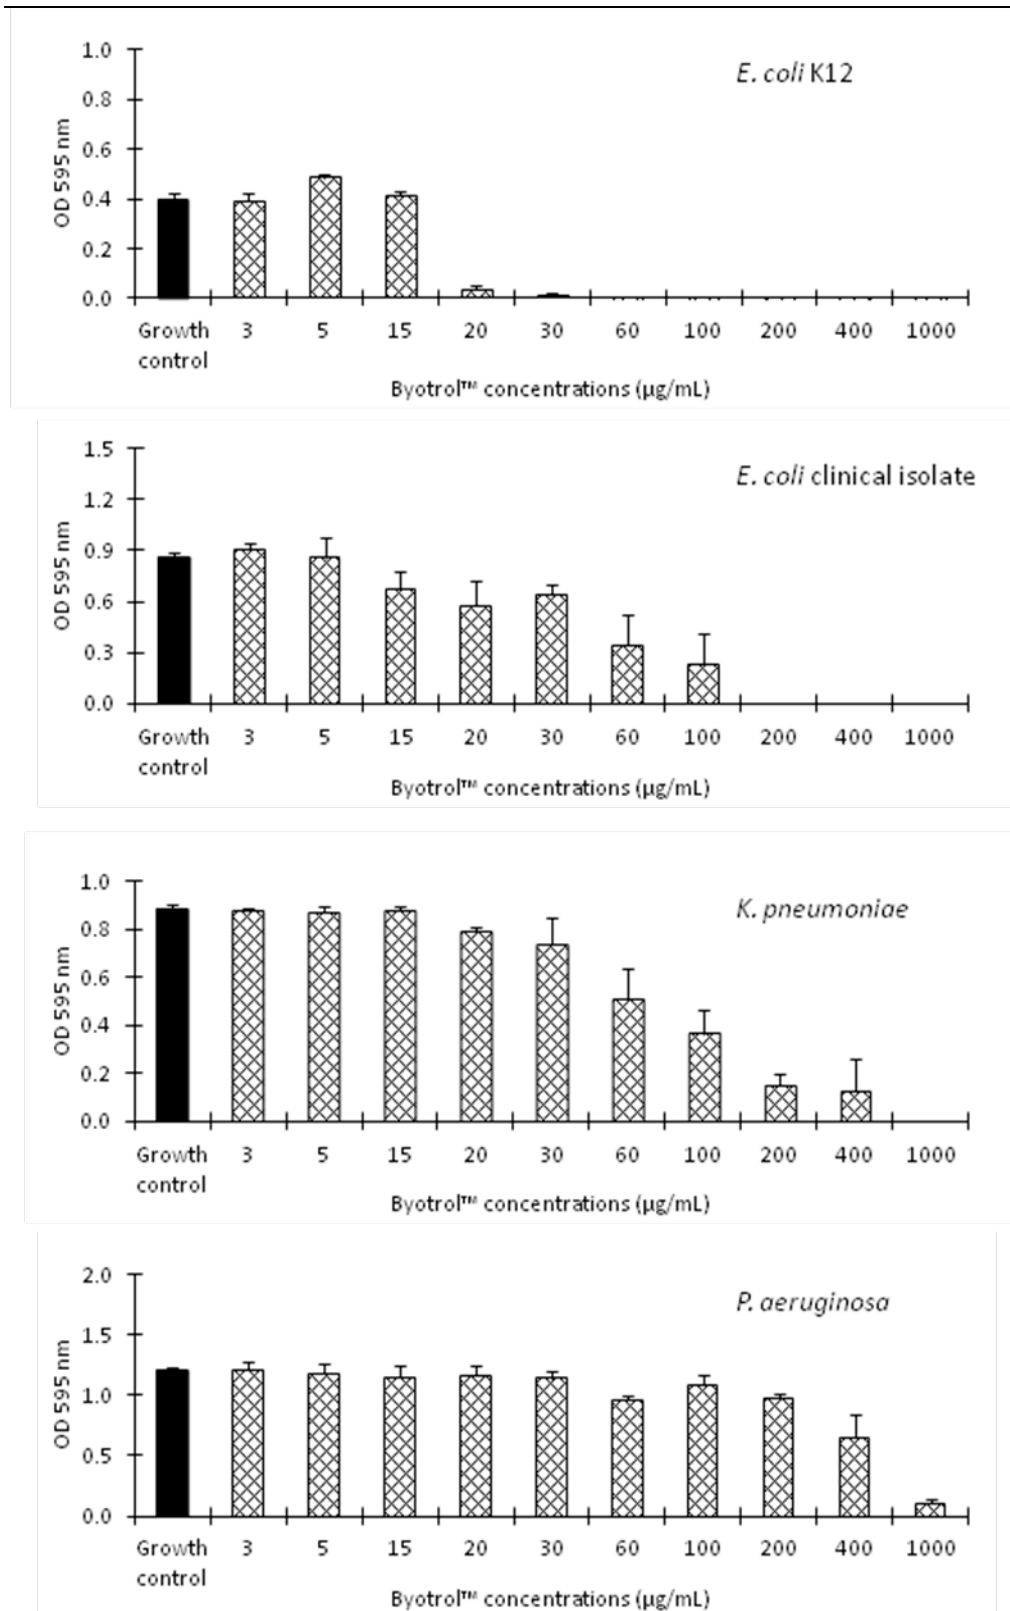 E. coli K12
OD 595 nm
1.0
0.8
0.6
0.4
0.2
0.0
Growth control 3 5 15 20 30 60 100 200 400 1000
Byotrol™ concentrations (µg/mL)
E. coli clinical isolate
OD 595 nm
1.5
1.2
0.9
0.6
0.3
0.0
Growth control 3 5 15 20 30 60 100 200 400 1000
Byotrol™ concentrations (µg/mL)
K. pneumoniae
OD 595 nm
1.0
0.8
0.6
0.4
0.2
0.0
Growth control 3 5 15 20 30 60 100 200 400 1000
Byotrol™ concentrations (µg/mL)
P. aeruginosa
OD 595 nm
2.0
1.5
1.0
0.5
0.0
Growth control 3 5 15 20 30 60 100 200 400 1000
Byotrol™ concentrations (µg/mL)